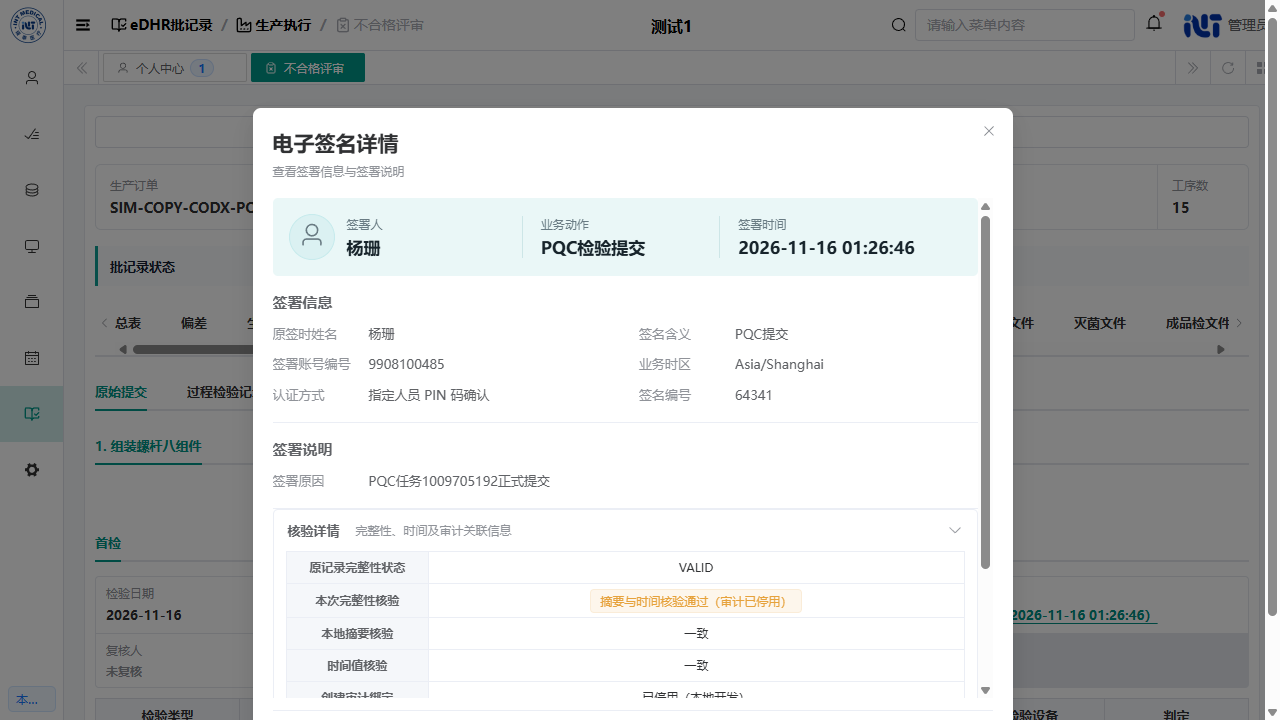 eDHR批记录 / 生产执行 / 不合格评审
测试1
请输入菜单内容
管理员
个人中心 1
不合格评审
生产订单
SIM-COPY-CODX-PC
工序数
15
批记录状态
总表
偏差
文件
灭菌文件
成品检文件
原始提交
过程检验记
1. 组装螺杆八组件
首检
检验日期
2026-11-16
2026-11-16 01:26:46）
复核人
未复核
检验类型
检验设备
判定
本...
电子签名详情
查看签署信息与签署说明
签署人
杨珊
业务动作
PQC检验提交
签署时间
2026-11-16 01:26:46
签署信息
原签时姓名 杨珊
签名含义 PQC提交
签署账号编号 9908100485
业务时区 Asia/Shanghai
认证方式 指定人员 PIN 码确认
签名编号 64341
签署说明
签署原因 PQC任务1009705192正式提交
核验详情 完整性、时间及审计关联信息
原记录完整性状态 VALID
本次完整性核验 摘要与时间核验通过（审计已停用）
本地摘要核验 一致
时间值核验 一致
创建审计绑定 已停用（本地开发）